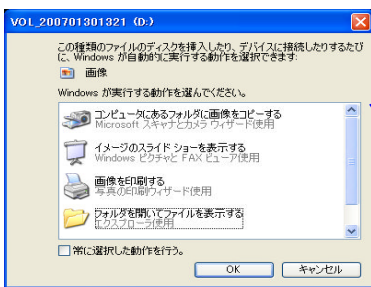 VOL_200701301321 (D:)
この種類のファイルのディスクを挿入したり、デバイスに接続したりするたび
に、Windows が自動的に実行する動作を選択できます:
画像
Windows が実行する動作を選んでください。
コンピュータにあるフォルダに画像をコピーする
Microsoft スキャナとカメラ ウィザード使用
イメージのスライド ショーを表示する
Windows ピクチャと FAX ビューア使用
画像を印刷する
写真の印刷ウィザード使用
フォルダを開いてファイルを表示する
エクスプローラ使用
常に選択した動作を行う。
OK
キャンセル